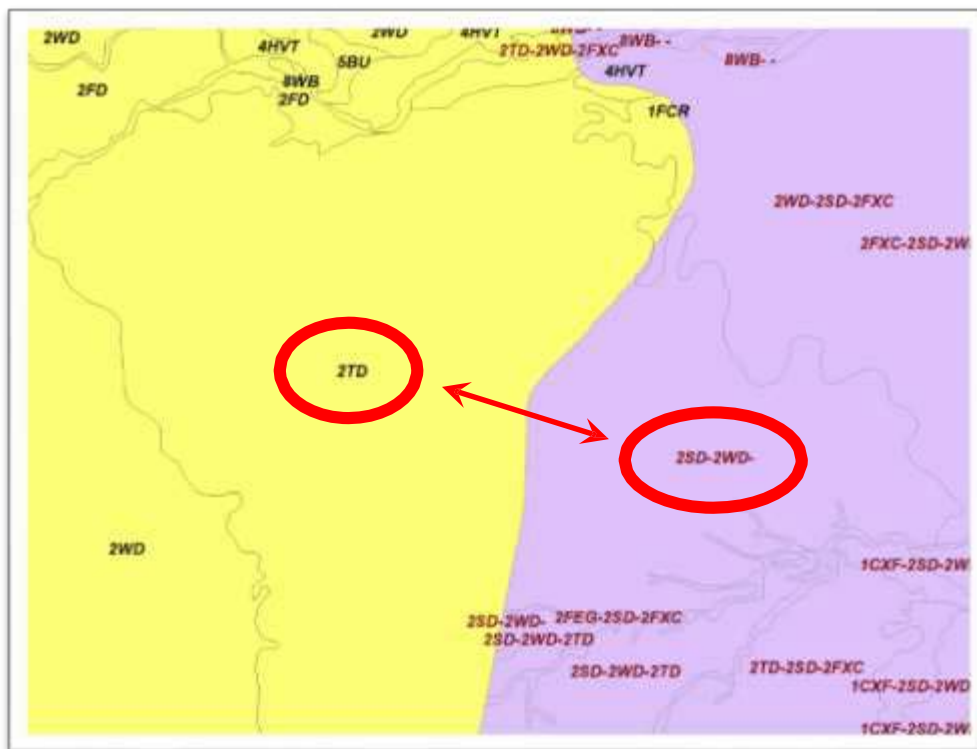 2WD
4HVT
2WD
4HVT
8WB- -
5BU
2TD-2WD-2FXC
8WB- -
8WB- -
2FD
8WB
2FD
4HVT
1FCR
2WD-2SD-2FXC
2FXC-2SD-2W
2TD
2SD-2WD-
2WD
1CXF-2SD-2W
2SD-2WD-
2FEG-2SD-2FXC
2SD-2WD-2TD
2SD-2WD-2TD
2TD-2SD-2FXC
1CXF-2SD-2WD
1CXF-2SD-2W